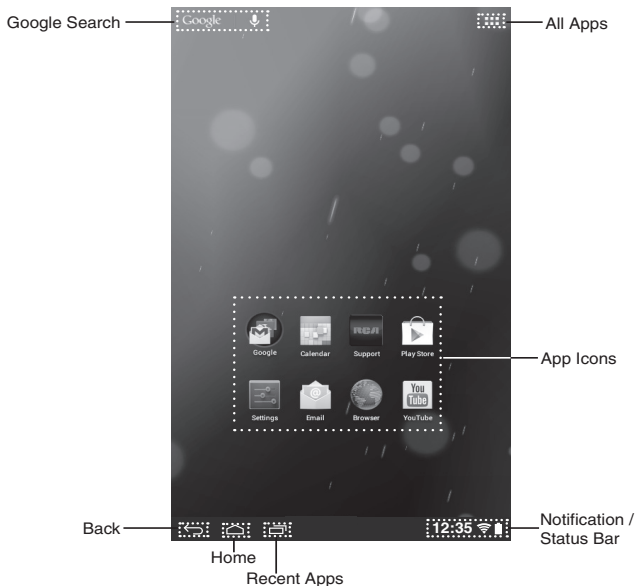 Google Search
Google
All Apps
Google
Calendar
RCA
Support
Play Store
App Icons
Settings
@
Email
Browser
You
Tube
YouTube
Back
12:35
Notification /
Status Bar
Home
Recent Apps